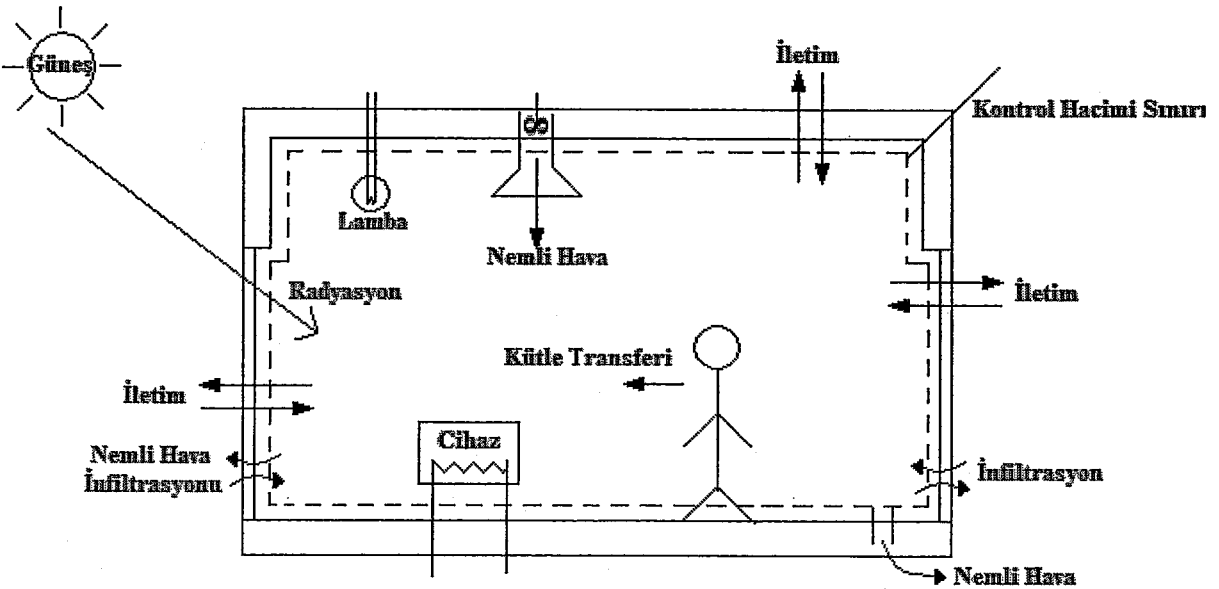 Güneş
İletim
Kontrol Hacimi Sınırı
Lamba
Nemli Hava
Radyasyon
İletim
Kütle Transferi
İletim
Cihaz
Nemli Hava
İnfiltrasyonu
İnfiltrasyon
Nemli Hava